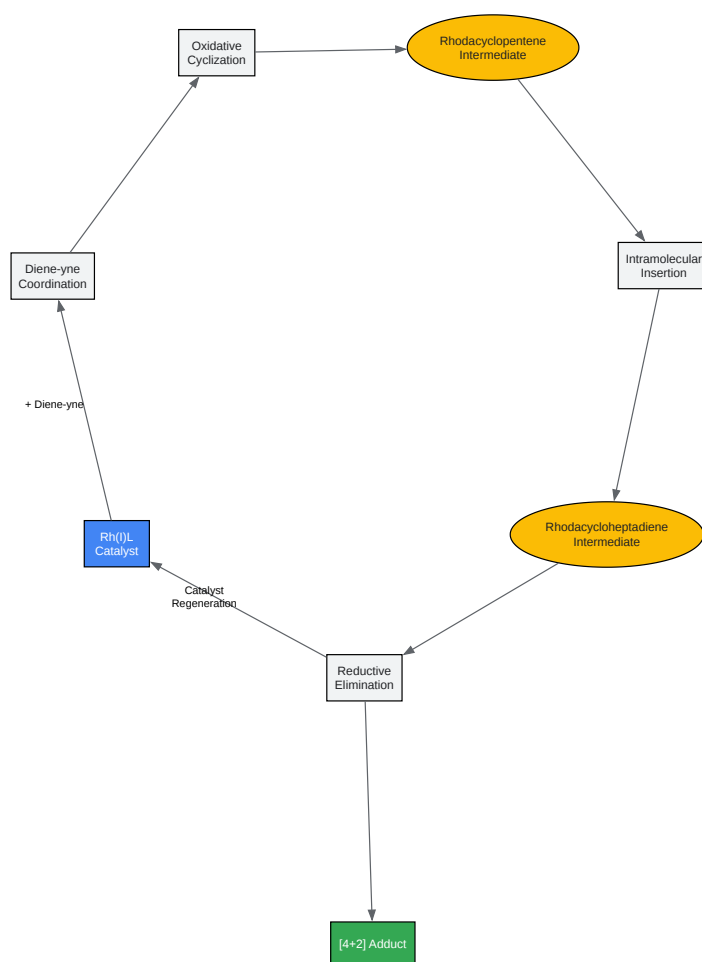 Oxidative
Cyclization
Rhodacyclopentene
Intermediate
Diene-yne
Coordination
Intramolecular
Insertion
+ Diene-yne
Rh(I)L
Catalyst
Rhodacycloheptadiene
Intermediate
Catalyst
Regeneration
Reductive
Elimination
[4+2] Adduct